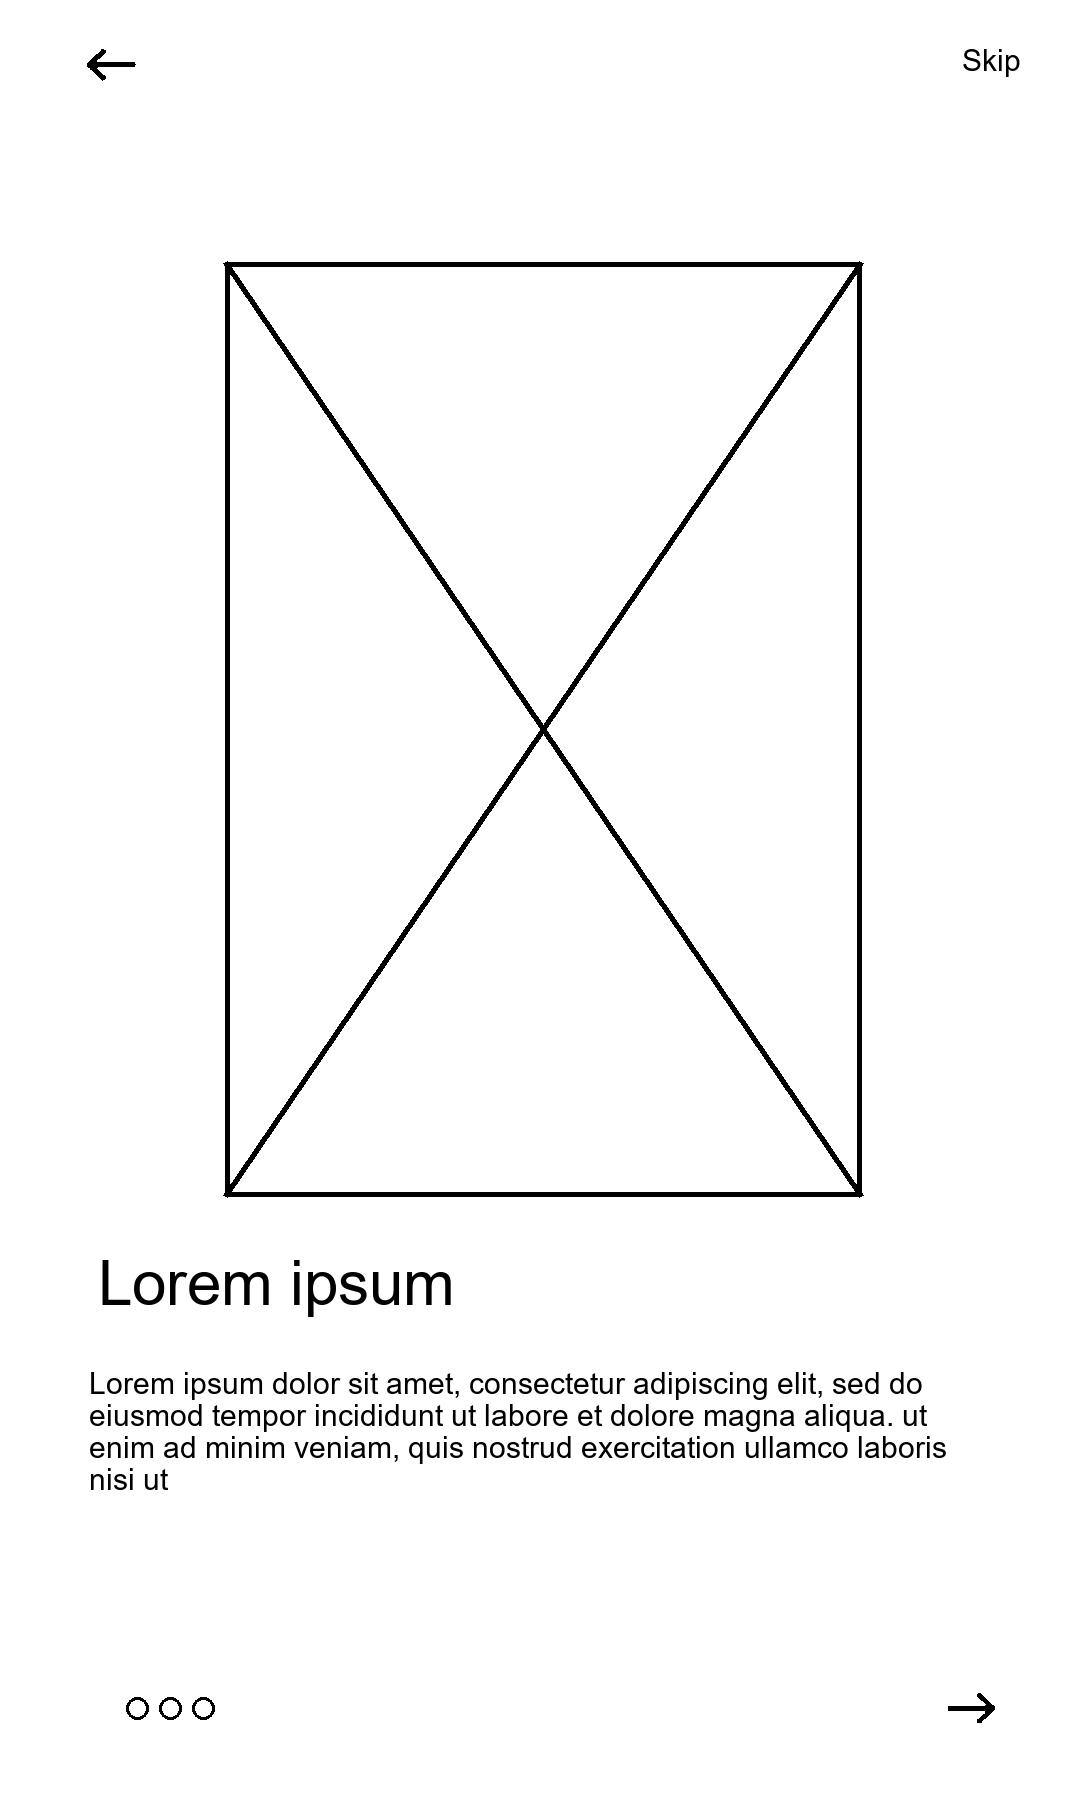 Skip
Lorem ipsum
Lorem ipsum dolor sit amet, consectetur adipiscing elit, sed do
eiusmod tempor incididunt ut labore et dolore magna aliqua. ut
enim ad minim veniam, quis nostrud exercitation ullamco laboris
nisi ut